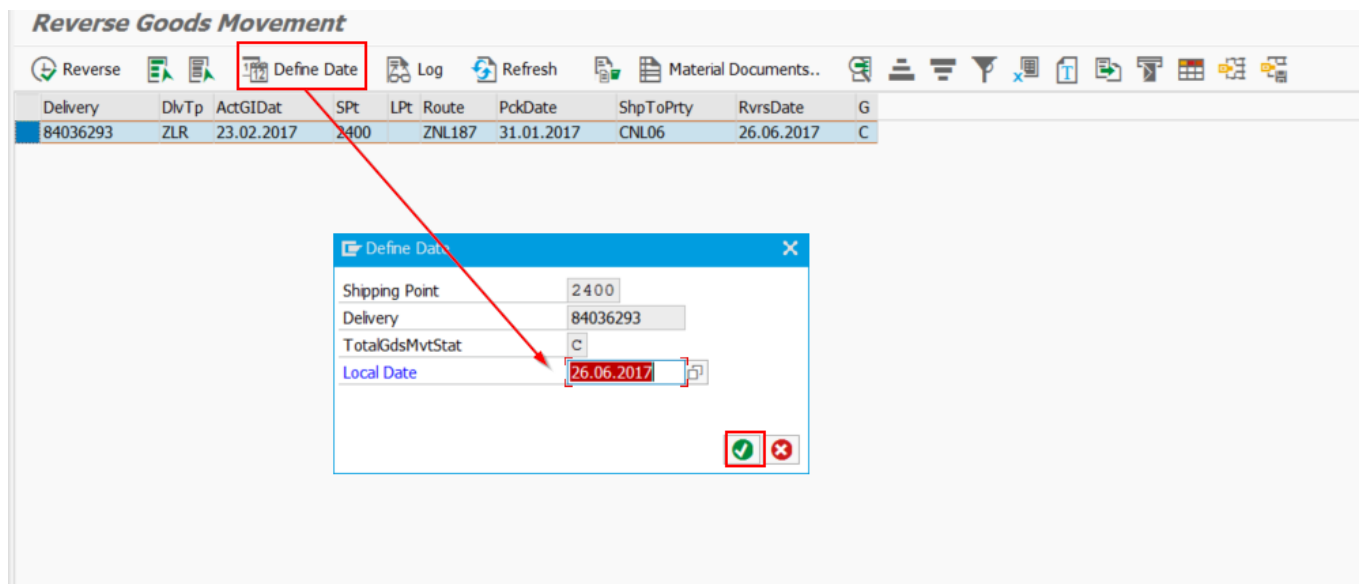 Reverse Goods Movement
Reverse Define Date Log Refresh Material Documents..
Delivery DlvTp ActGIDat SPt LPt Route PckDate ShpToPrty RvrsDate G
84036293 ZLR 23.02.2017 2400 ZNL187 31.01.2017 CNL06 26.06.2017 C
Define Date
Shipping Point 2400
Delivery 84036293
TotalGdsMvtStat C
Local Date 26.06.2017